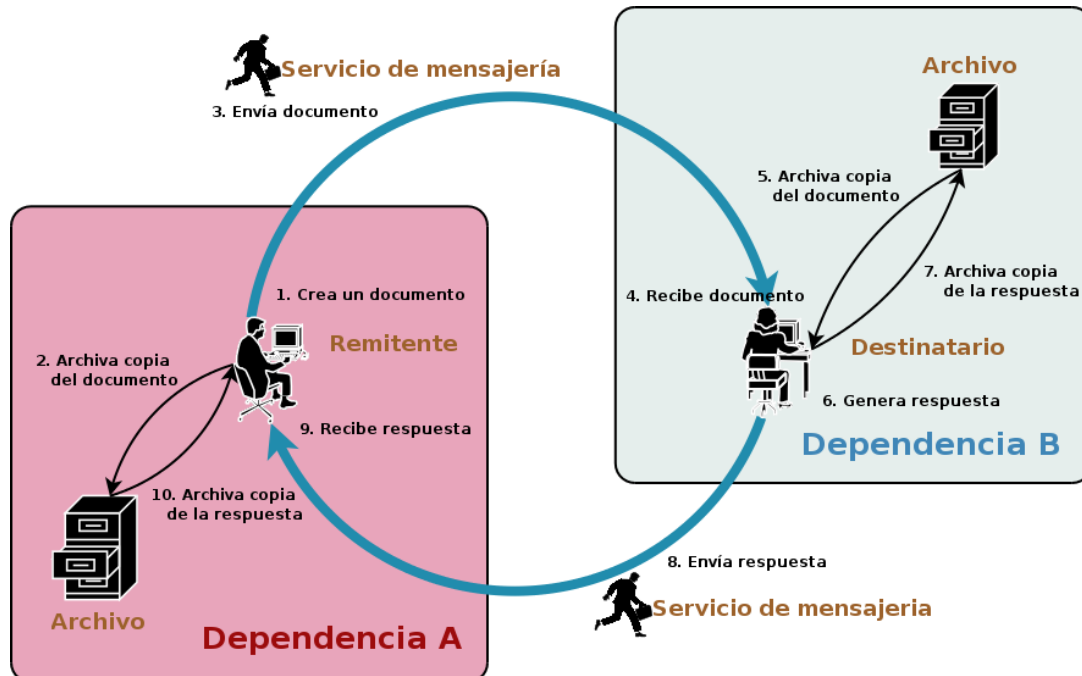 Servicio de mensajería
3. Envía documento
Archivo
5. Archiva copia
del documento
7. Archiva copia
de la respuesta
4. Recibe documento
Destinatario
6. Genera respuesta
Dependencia B
1. Crea un documento
Remitente
2. Archiva copia
del documento
9. Recibe respuesta
10. Archiva copia
de la respuesta
Archivo
Dependencia A
8. Envía respuesta
Servicio de mensajeria